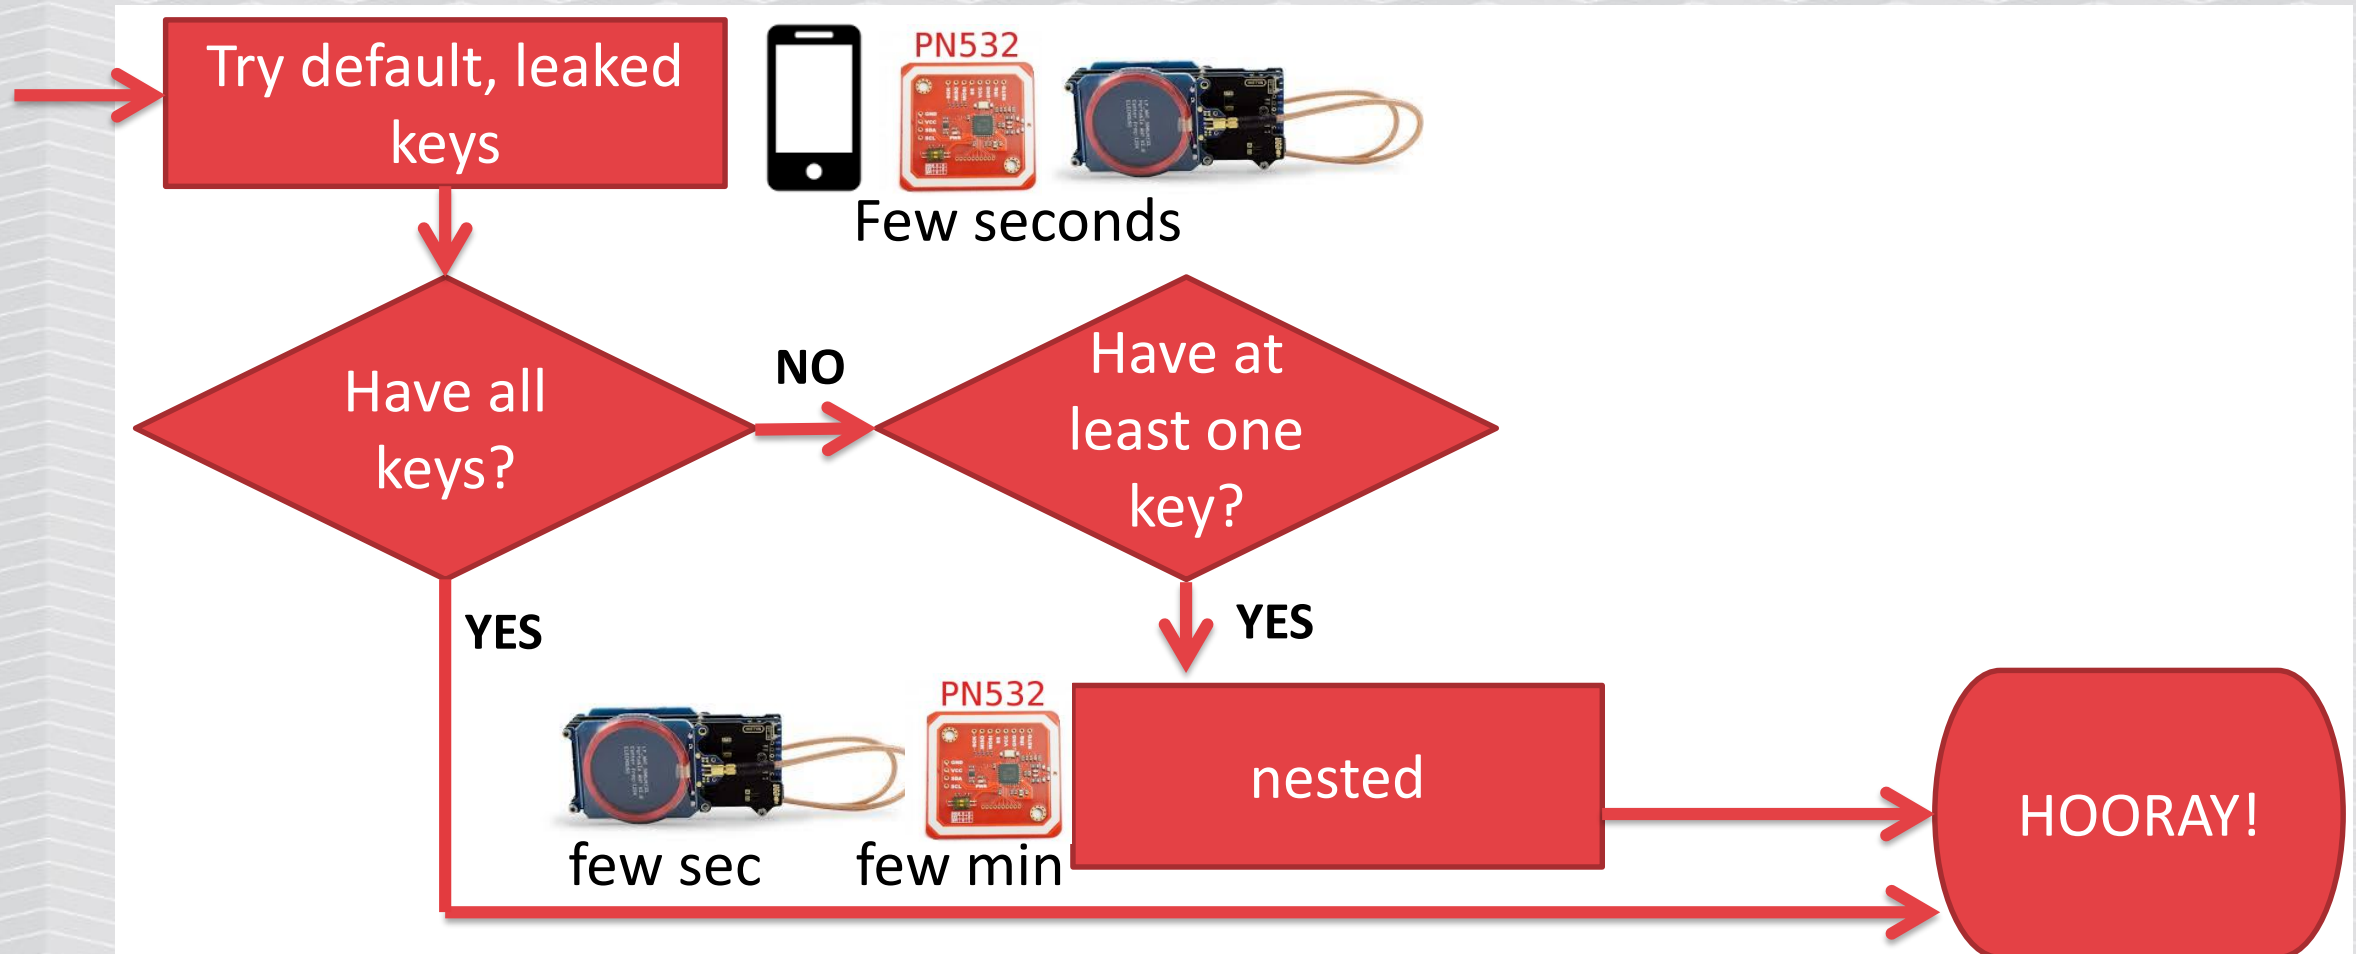 Try default, leaked
keys
PN532
Few seconds
Have all
keys?
NO
Have at
least one
key?
YES
YES
PN532
few sec
few min
nested
HOORAY!